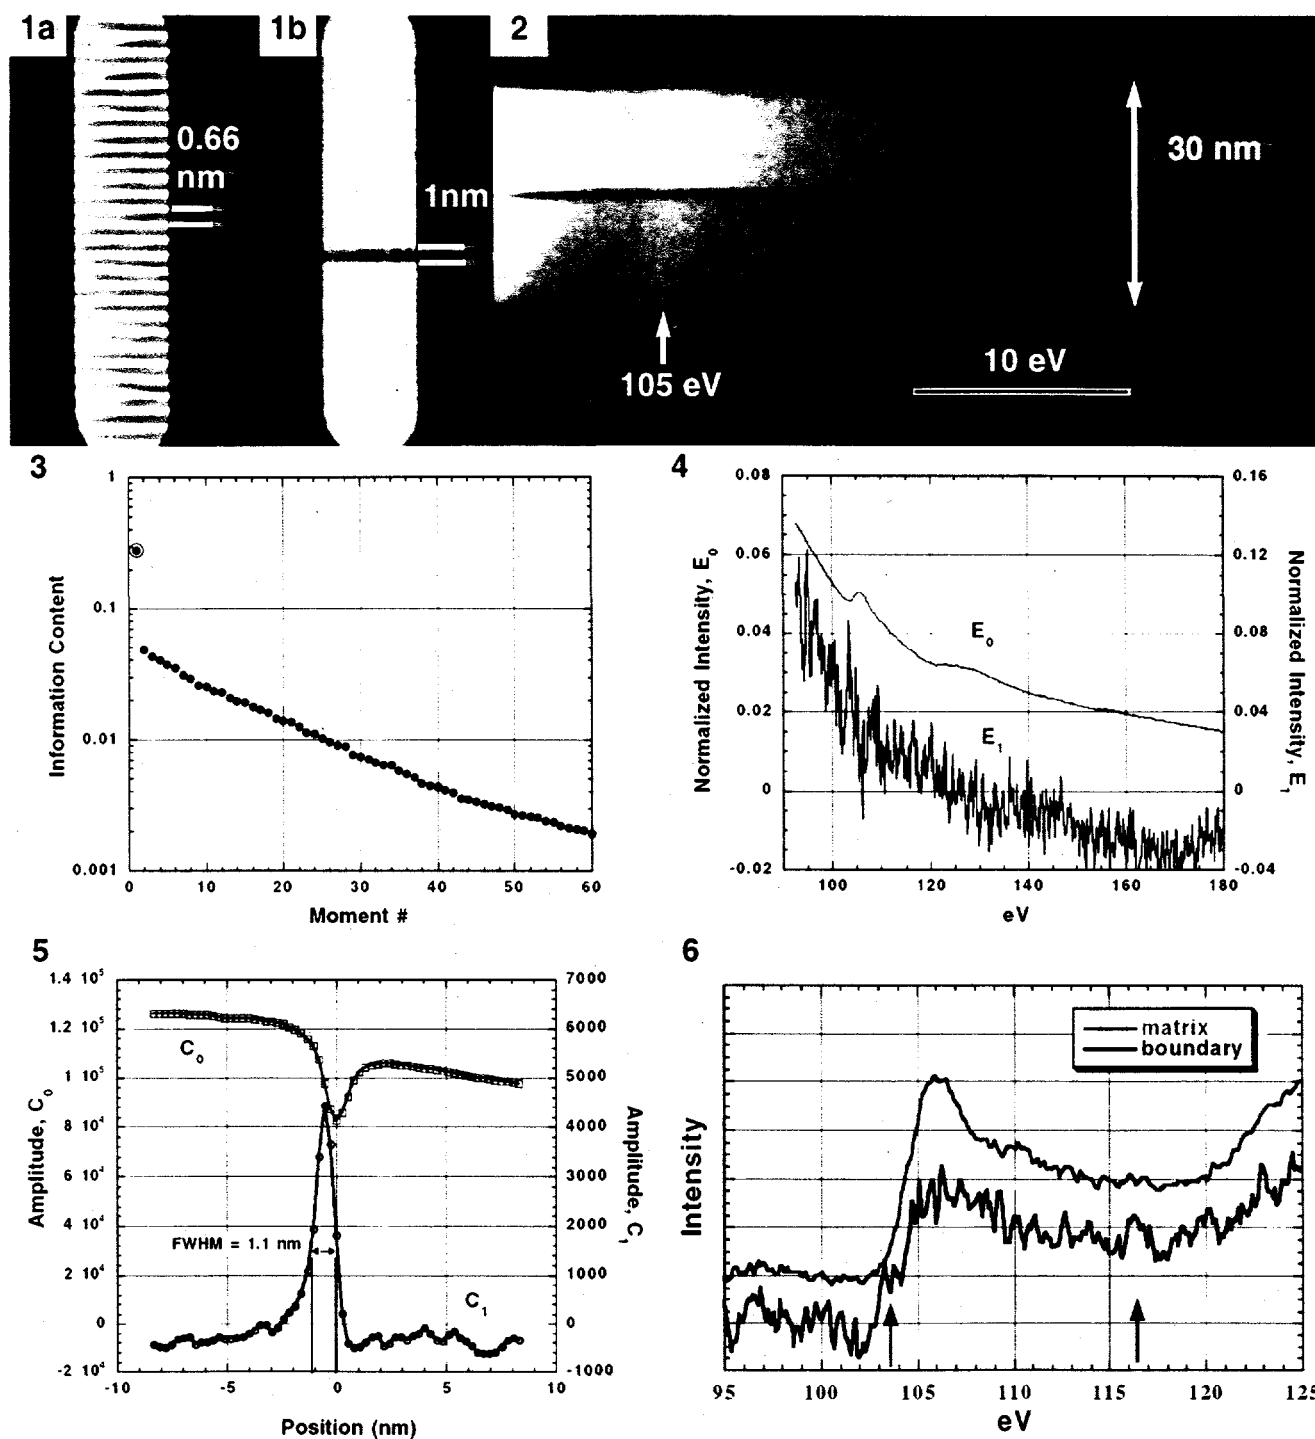 1a
1b
2
0.66
nm
1nm
30 nm
105 eV
10 eV
3
1
0.1
0.01
0.001
Information Content
0 10 20 30 40 50 60
Moment #
4
0.08
0.06
0.04
0.02
0
-0.02
Normalized Intensity, E0
0.16
0.12
0.08
0.04
0
-0.04
Normalized Intensity, E1
E0
E1
100 120 140 160 180
eV
5
1.4 10^5
1.2 10^5
1 10^5
8 10^4
6 10^4
4 10^4
2 10^4
0
-2 10^4
Amplitude, C0
7000
6000
5000
4000
3000
2000
1000
0
-1000
Amplitude, C1
C0
FWHM = 1.1 nm
C1
-10 -5 0 5 10
Position (nm)
6
matrix
boundary
Intensity
95 100 105 110 115 120 125
eV